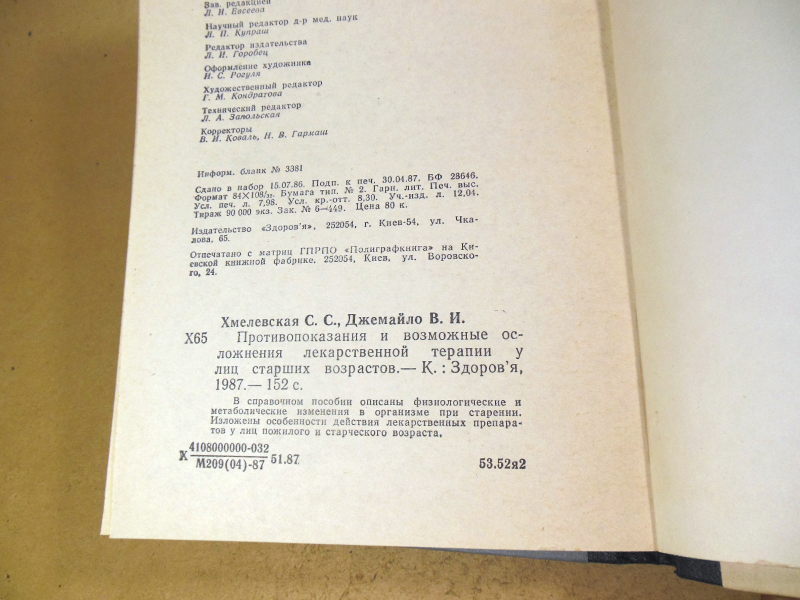 Зав. редакцией
Л. Н. Евсеева
Научный редактор д-р мед. наук
Л. П. Купраш
Редактор издательства
Л. И. Горобец
Оформление художника
Н. С. Рогуля
Художественный редактор
Г. М. Кондратова
Технический редактор
Л. А. Запольская
Корректоры
В. И. Коваль, Н. В. Гармаш
Информ. бланк № 3381
Сдано в набор 15.07.86. Подп. к печ. 30.04.87. БФ 28646.
Формат 84×108/32. Бумага тип. № 2. Гарн. лит. Печ. выс.
Усл. печ. л. 7,98. Усл. кр.-отт. 8,30. Уч.-изд. л. 12,04.
Тираж 90 000 экз. Зак. № 6—449. Цена 80 к.
Издательство «Здоров'я», 252054, г. Киев-54, ул. Чка-
лова, 65.
Отпечатано с матриц ГПРПО «Полиграфкнига» на Ки-
евской книжной фабрике. 252054, Киев, ул. Воровско-
го, 24.
Хмелевская С. С., Джемайло В. И.
Х65 Противопоказания и возможные ос-
ложнения лекарственной терапии у
лиц старших возрастов.— К. : Здоров'я,
1987.— 152 с.
В справочном пособии описаны физиологические и
метаболические изменения в организме при старении.
Изложены особенности действия лекарственных препара-
тов у лиц пожилого и старческого возраста.
Х 4108000000-032
М209(04)-87 51.87 53.52я2